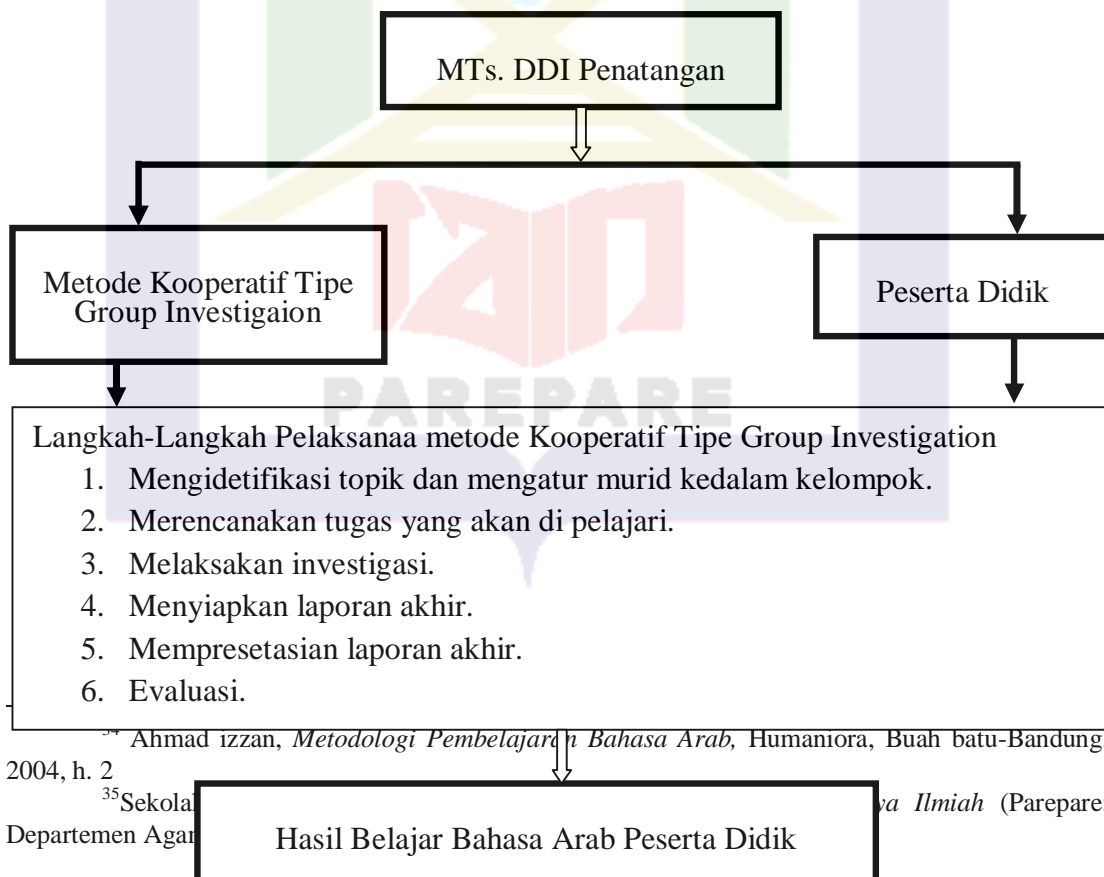 MTs. DDI Penatangan
Metode Kooperatif Tipe
Group Investigaion
Peserta Didik
PAREPARE
Langkah-Langkah Pelaksanaa metode Kooperatif Tipe Group Investigation
1. Mengidetifikasi topik dan mengatur murid kedalam kelompok.
2. Merencanakan tugas yang akan di pelajari.
3. Melaksakan investigasi.
4. Menyiapkan laporan akhir.
5. Mempresetasian laporan akhir.
6. Evaluasi.
34 Ahmad izzan, Metodologi Pembelajaran Bahasa Arab, Humaniora, Buah batu-Bandung
2004, h. 2
35 Ilmiah (Parepare
Departemen
Hasil Belajar Bahasa Arab Peserta Didik